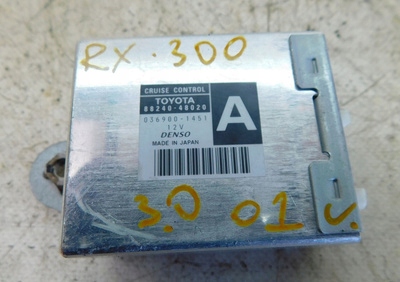 RX. 300
CRUISE CONTROL
TOYOTA
88240-48020
036900-1451
12V
DENSO
MADE IN JAPAN
A
3.0 01 v.